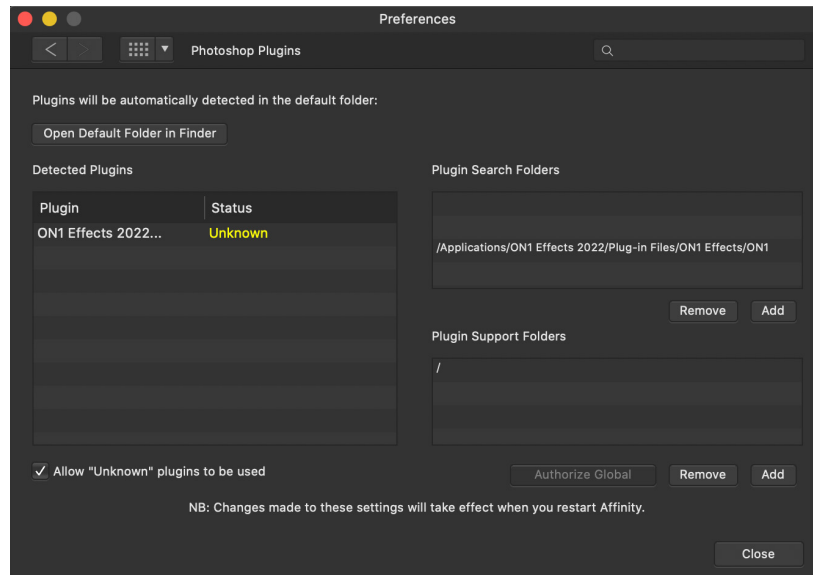 Preferences
Photoshop Plugins
Plugins will be automatically detected in the default folder:
Open Default Folder in Finder
Detected Plugins
Plugin Status
ON1 Effects 2022... Unknown
Allow "Unknown" plugins to be used
Plugin Search Folders
/Applications/ON1 Effects 2022/Plug-in Files/ON1 Effects/ON1
Remove Add
Plugin Support Folders
/
Authorize Global Remove Add
NB: Changes made to these settings will take effect when you restart Affinity.
Close